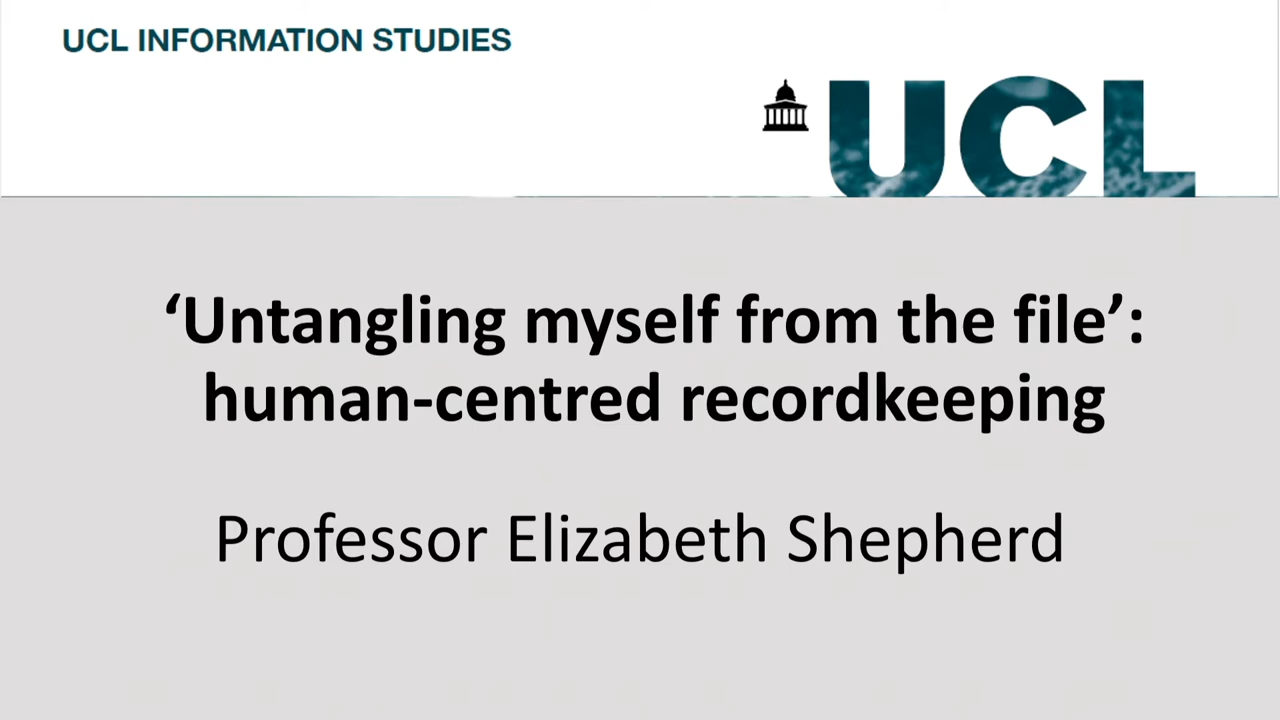 UCL INFORMATION STUDIES
UCL
‘Untangling myself from the file’:
human-centred recordkeeping
Professor Elizabeth Shepherd